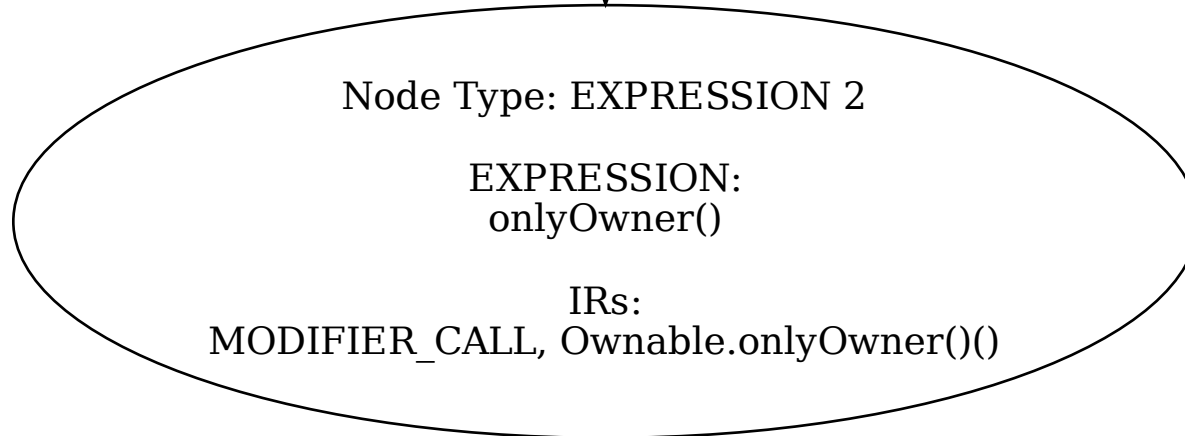 Node Type: EXPRESSION 2
EXPRESSION:
onlyOwner()
IRs:
MODIFIER_CALL, Ownable.onlyOwner()()